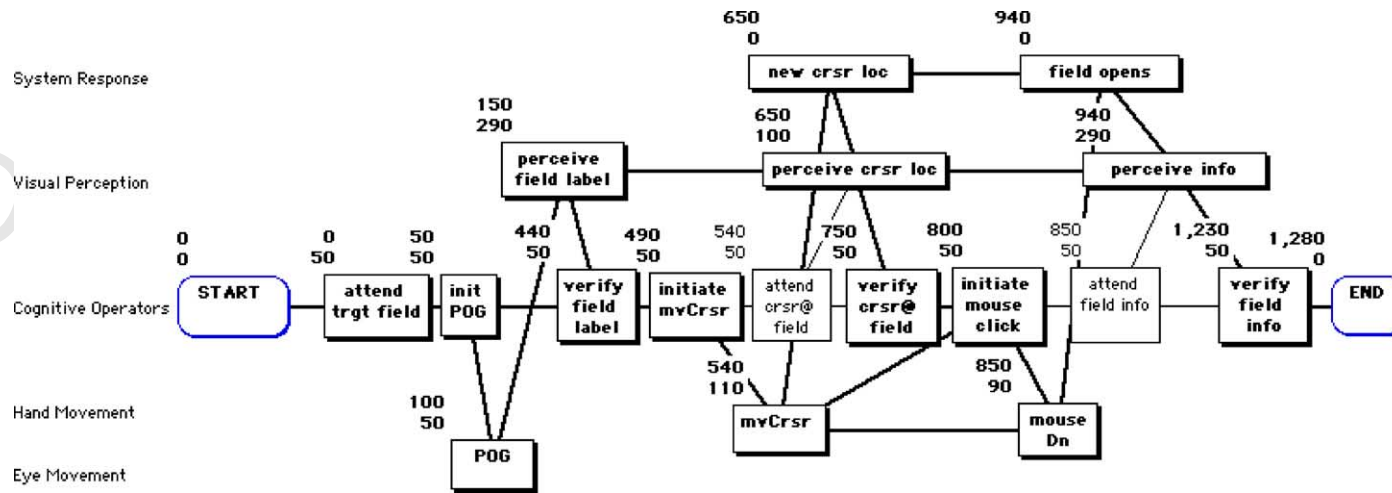 650 940
0 0
System Response
new crsr loc field opens
150 650 940
290 100 290
Visual Perception
perceive field label
perceive crsr loc perceive info
0 0 50 440 490 540 750 800 850 1,230 1,280
0 50 50 50 50 50 50 50 50 50 0
Cognitive Operators
START
attend trgt field
init POG
verify field label
initiate mvCrsr
attend crsr@ field
verify crsr@ field
initiate mouse click
attend field info
verify field info
END
540 850
110 90
Hand Movement
mvCrsr
mouse Dn
100
50
Eye Movement
POG